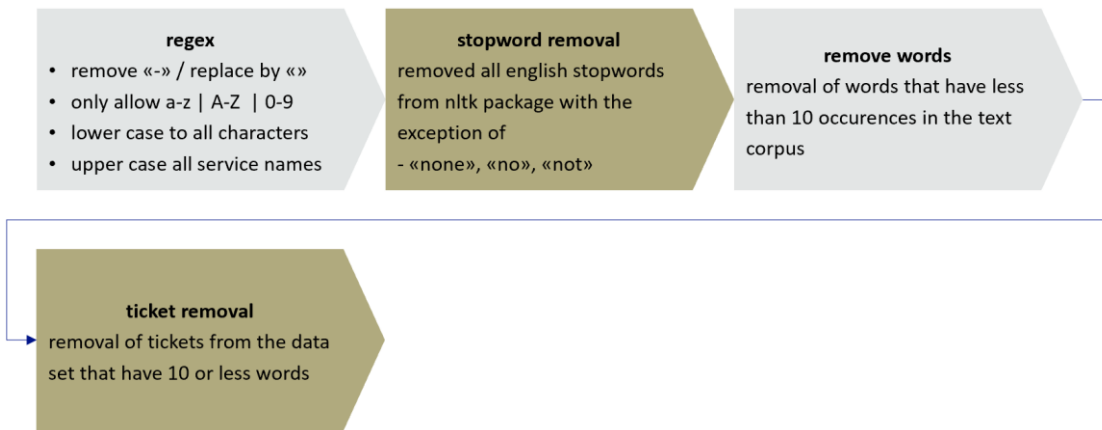 regex
• remove «-» / replace by «»
• only allow a-z | A-Z | 0-9
• lower case to all characters
• upper case all service names
stopword removal
removed all english stopwords
from nltk package with the
exception of
- «none», «no», «not»
remove words
removal of words that have less
than 10 occurences in the text
corpus
ticket removal
removal of tickets from the data
set that have 10 or less words